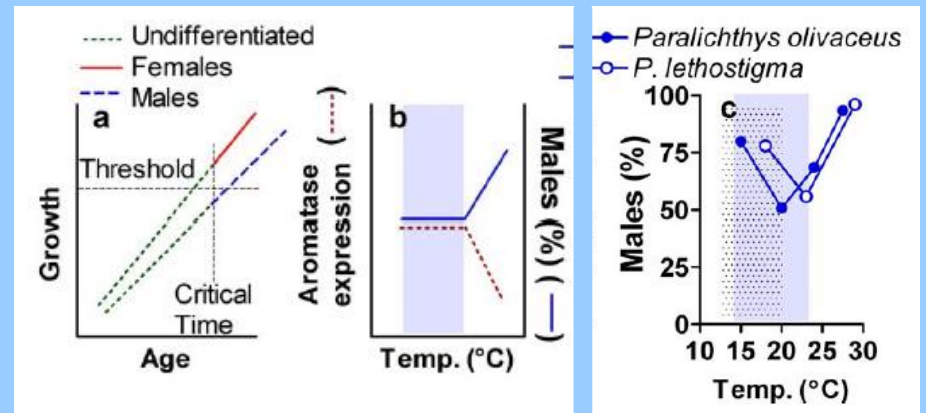 Undifferentiated
Females
Males
a
Threshold
Growth
Critical
Time
Age
b
Aromatase
expression (
)
Males (%) (
)
Temp. (°C)
Paralichthys olivaceus
P. lethostigma
c
Males (%)
100
75
50
25
0
10 15 20 25 30
Temp. (°C)